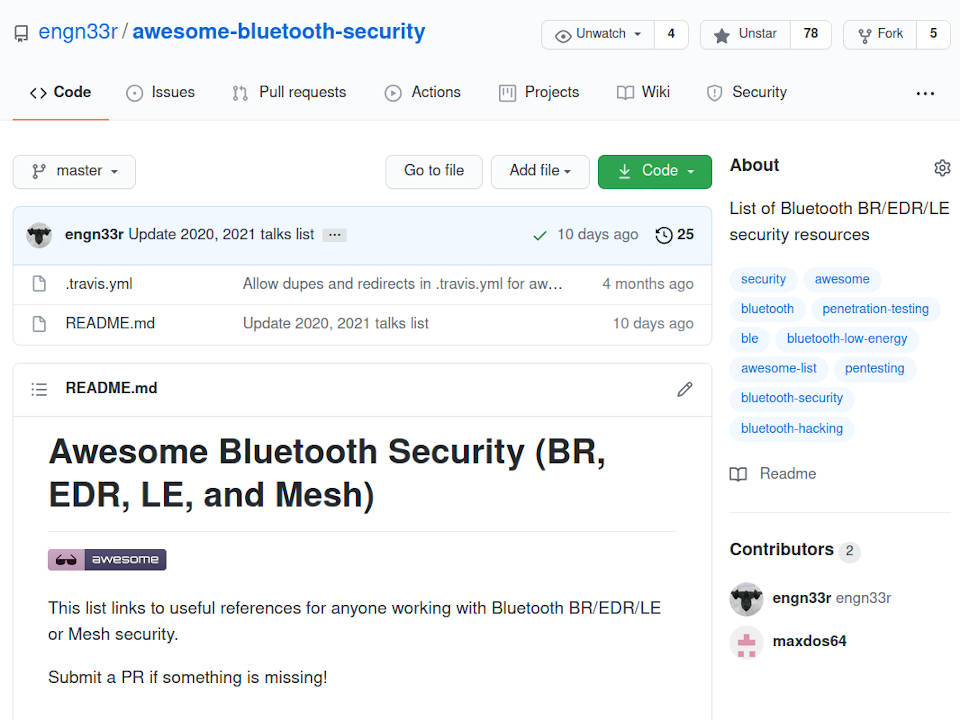 engn33r / awesome-bluetooth-security Unwatch 4 Unstar 78 Fork 5
Code Issues Pull requests Actions Projects Wiki Security ...
master Go to file Add file Code
engn33r Update 2020, 2021 talks list ... 10 days ago 25
.travis.yml Allow dupes and redirects in .travis.yml for aw... 4 months ago
README.md Update 2020, 2021 talks list 10 days ago
README.md
Awesome Bluetooth Security (BR,
EDR, LE, and Mesh)
awesome
This list links to useful references for anyone working with Bluetooth BR/EDR/LE
or Mesh security.
Submit a PR if something is missing!
About
List of Bluetooth BR/EDR/LE
security resources
security awesome
bluetooth penetration-testing
ble bluetooth-low-energy
awesome-list pentesting
bluetooth-security
bluetooth-hacking
Readme
Contributors 2
engn33r engn33r
maxdos64